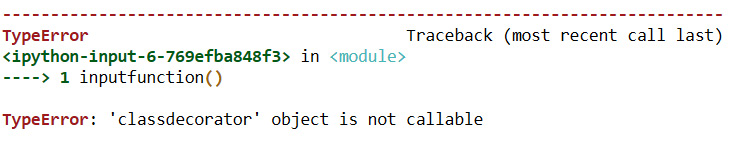 ---------------------------------------------------------------------------
TypeError                                 Traceback (most recent call last)
<ipython-input-6-769efba848f3> in <module>
----> 1 inputfunction()
TypeError: 'classdecorator' object is not callable